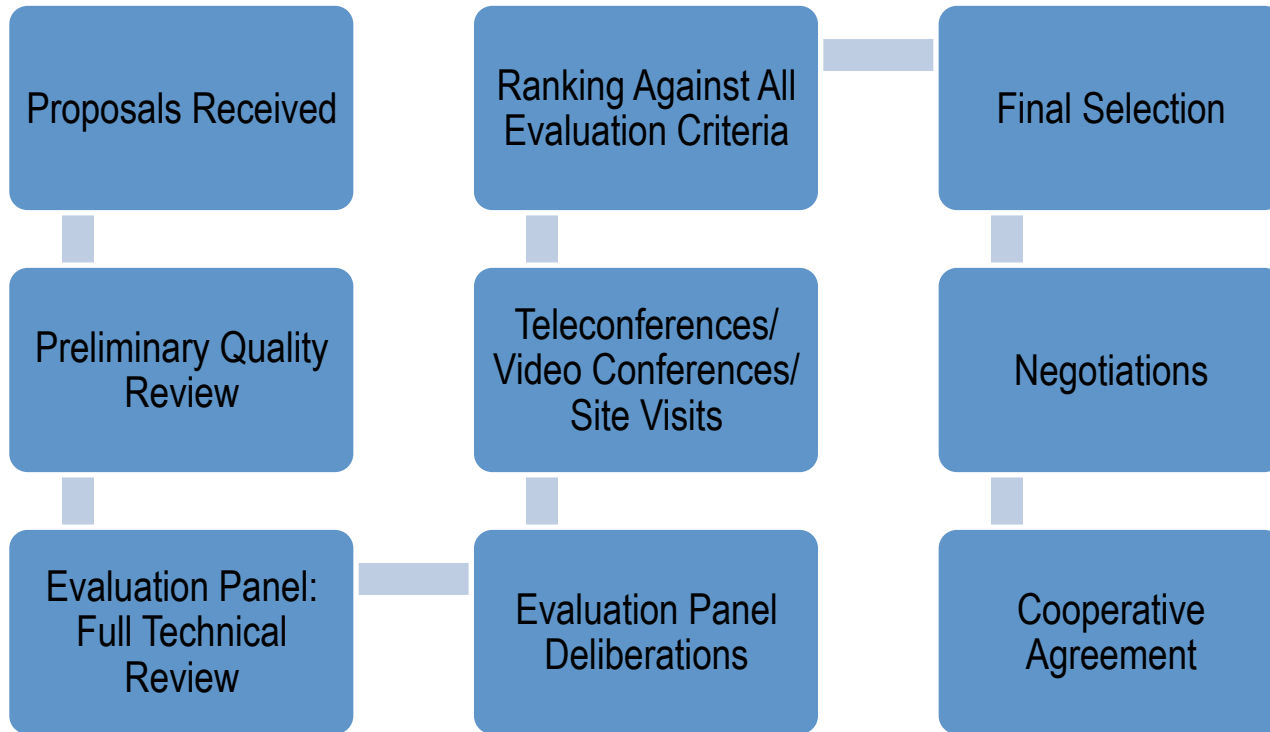 Proposals Received
Preliminary Quality
Review
Evaluation Panel:
Full Technical
Review
Evaluation Panel
Deliberations
Teleconferences/
Video Conferences/
Site Visits
Ranking Against All
Evaluation Criteria
Final Selection
Negotiations
Cooperative
Agreement